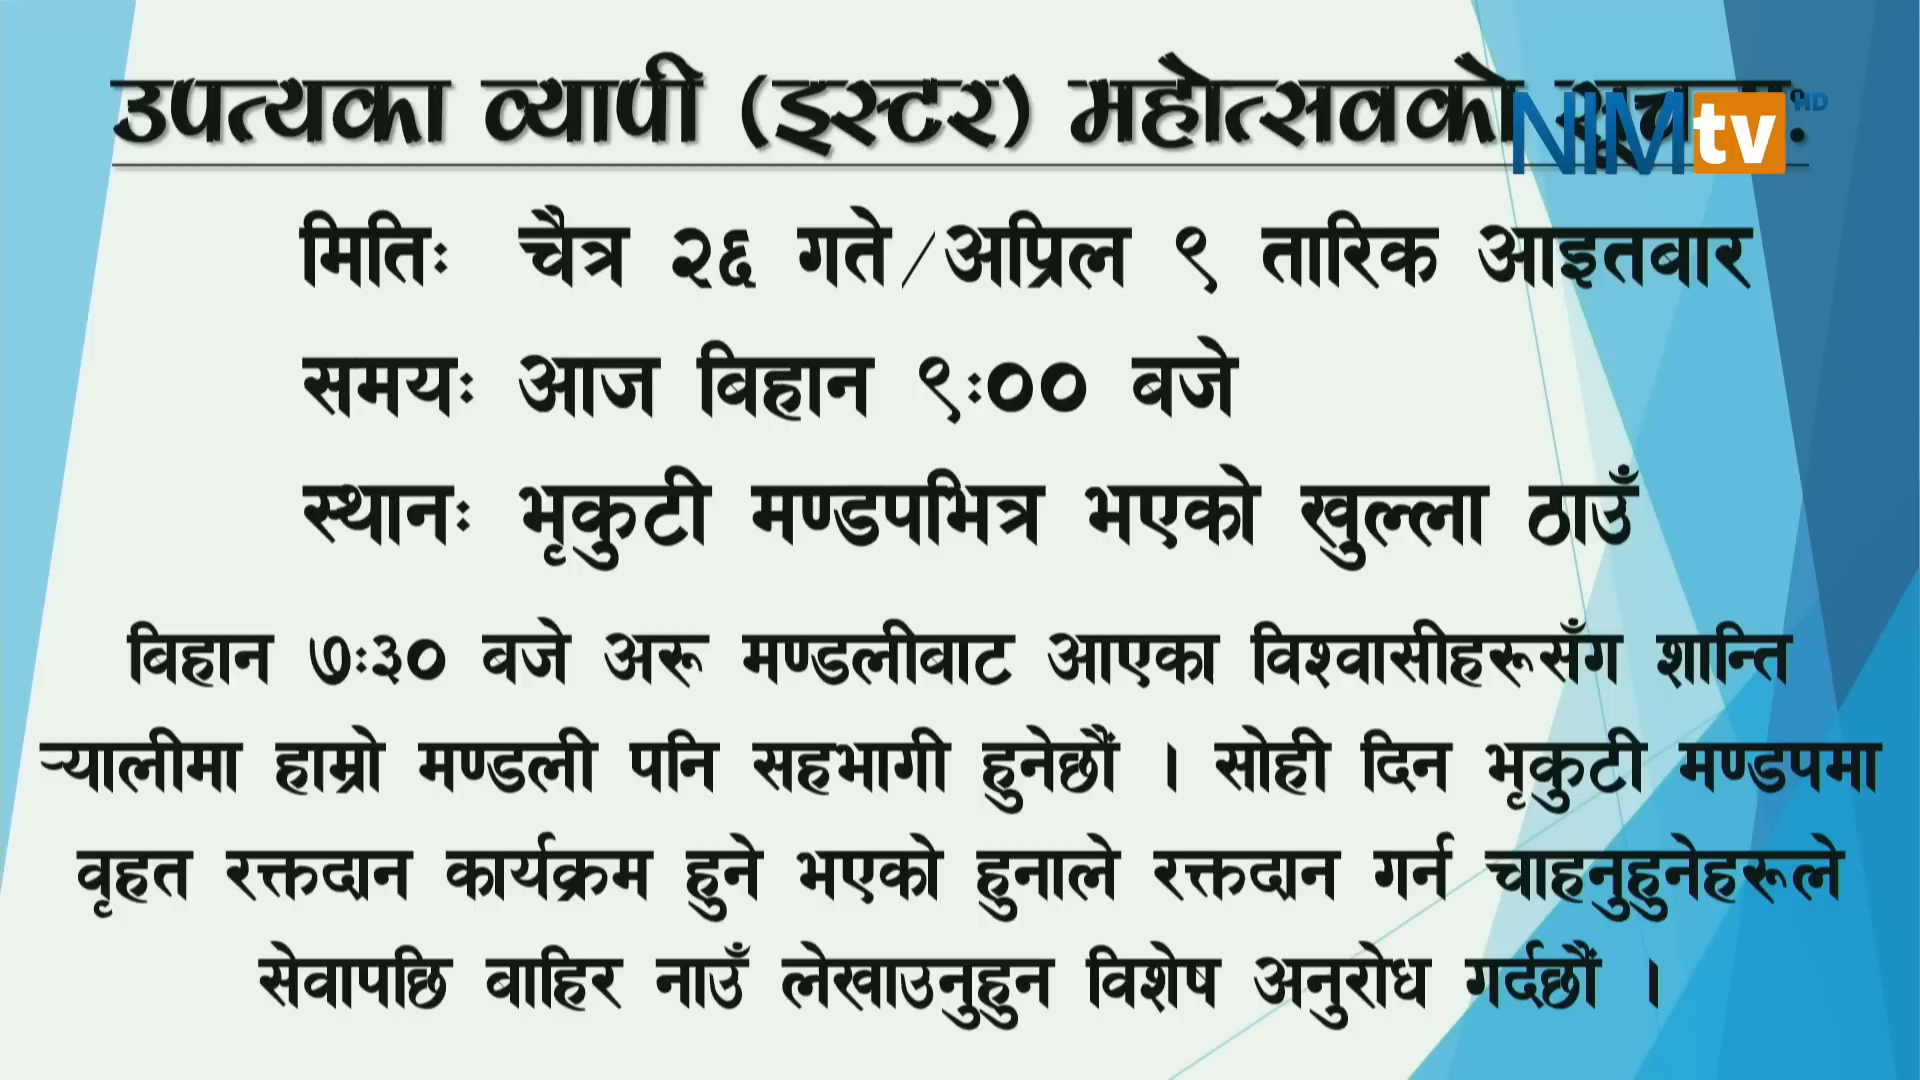 उपत्यका व्यापी (इस्टर) महोत्सवको
NIMtv HD
मितिः चैत्र २६ गते/अप्रिल ९ तारिक आइतबार
समयः आज बिहान ९:०० बजे
स्थानः भृकुटी मण्डपभित्र भएको खुल्ला ठाउँ
बिहान ७:३० बजे अरू मण्डलीबाट आएका विश्वासीहरूसँग शान्ति
र्‍यालीमा हाम्रो मण्डली पनि सहभागी हुनेछौं । सोही दिन भृकुटी मण्डपमा
वृहत रक्तदान कार्यक्रम हुने भएको हुनाले रक्तदान गर्न चाहनुहुनेहरूले
सेवापछि बाहिर नाउँ लेखाउनुहुन विशेष अनुरोध गर्दछौं ।